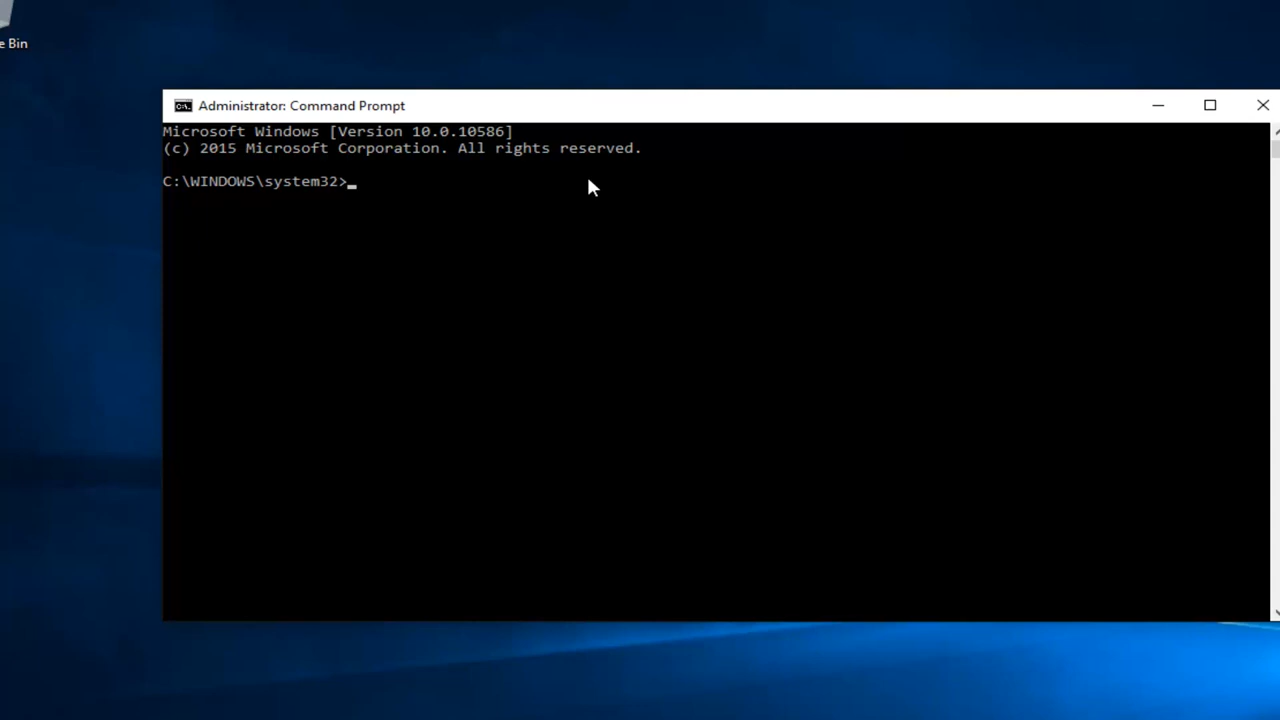 e Bin
Administrator: Command Prompt
Microsoft Windows [Version 10.0.10586]
(c) 2015 Microsoft Corporation. All rights reserved.
C:\WINDOWS\system32>